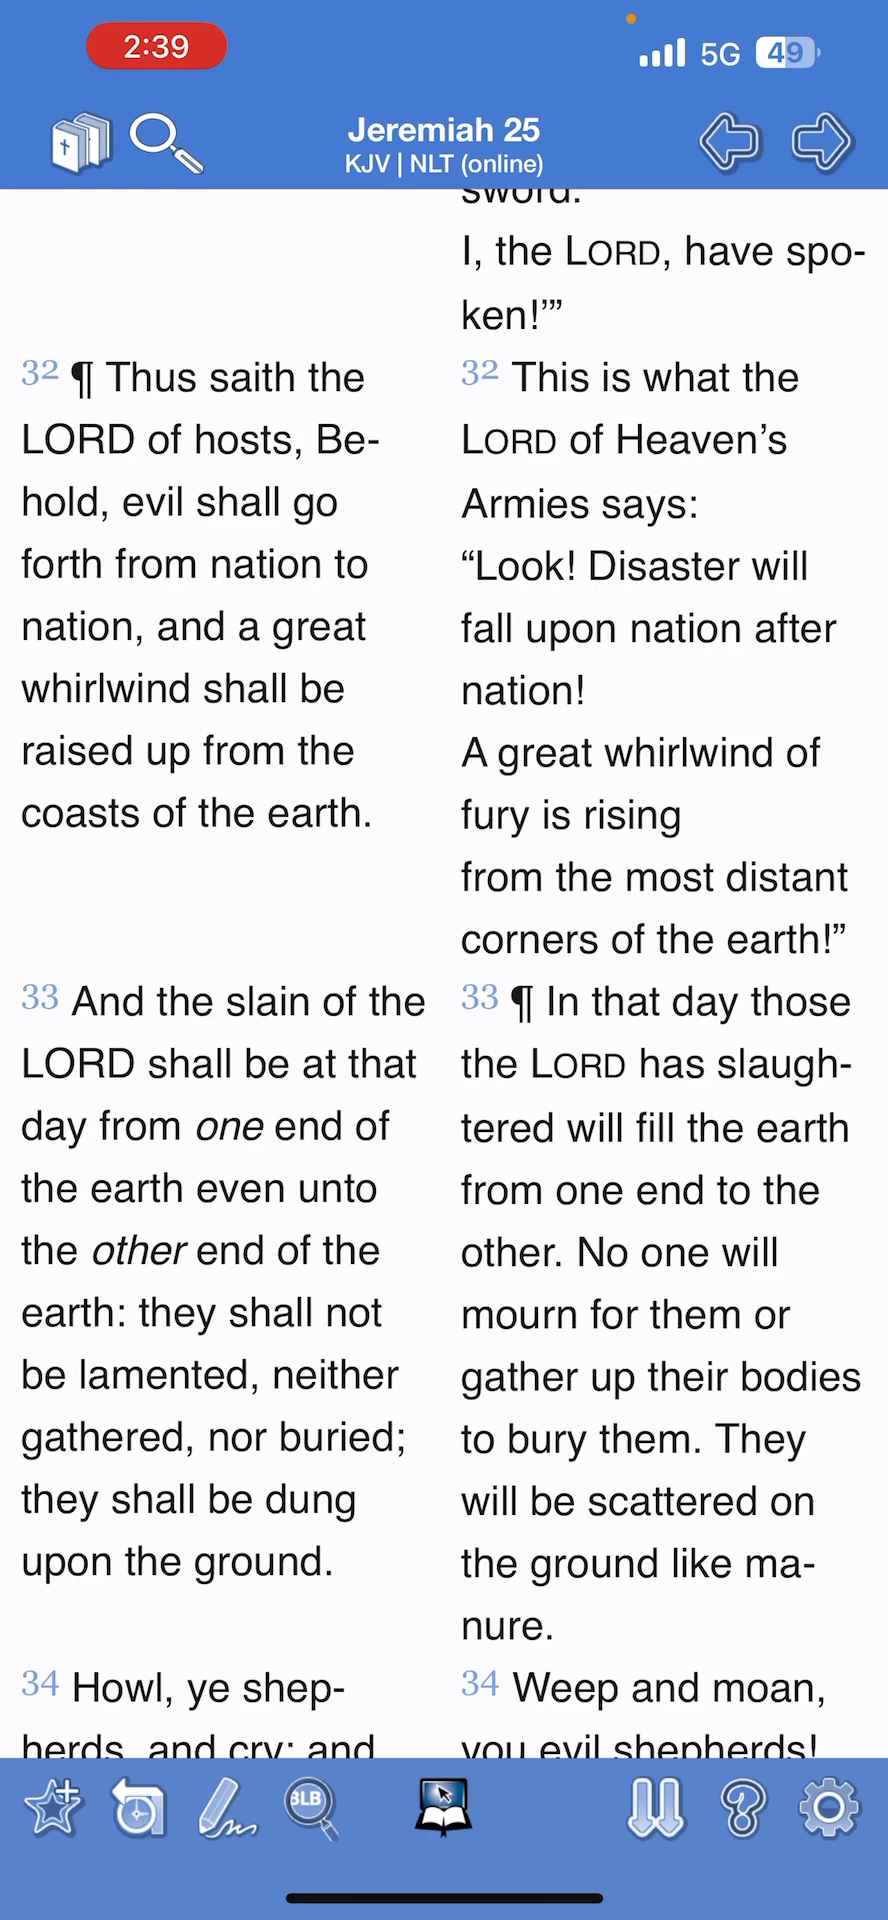 2:39
5G 49
Jeremiah 25
KJV | NLT (online)
sword.
I, the LORD, have spo-
ken!’”
32 ¶ Thus saith the
LORD of hosts, Be-
hold, evil shall go
forth from nation to
nation, and a great
whirlwind shall be
raised up from the
coasts of the earth.
32 This is what the
LORD of Heaven’s
Armies says:
“Look! Disaster will
fall upon nation after
nation!
A great whirlwind of
fury is rising
from the most distant
corners of the earth!”
33 And the slain of the
LORD shall be at that
day from one end of
the earth even unto
the other end of the
earth: they shall not
be lamented, neither
gathered, nor buried;
they shall be dung
upon the ground.
33 ¶ In that day those
the LORD has slaugh-
tered will fill the earth
from one end to the
other. No one will
mourn for them or
gather up their bodies
to bury them. They
will be scattered on
the ground like ma-
nure.
34 Howl, ye shep-
herds, and cry; and
34 Weep and moan,
you evil shepherds!
BLB